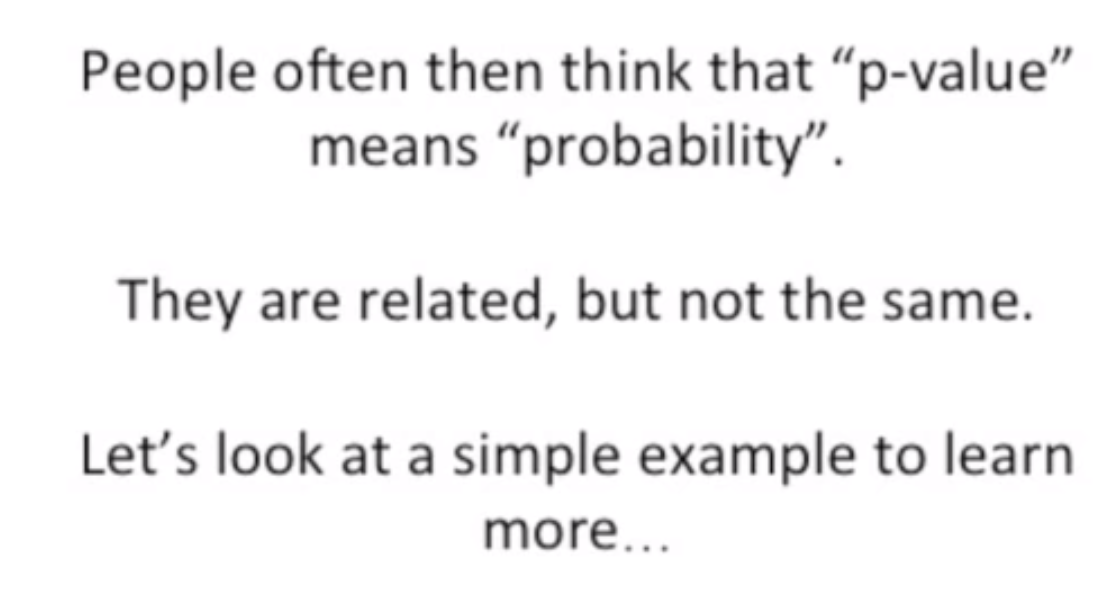 People often then think that “p-value”
means “probability”.
They are related, but not the same.
Let’s look at a simple example to learn
more…